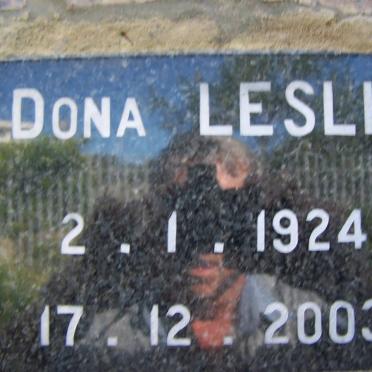 DONA LESLI
2 . 1 . 1924
17 . 12 . 2003